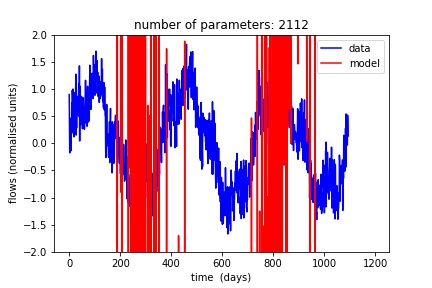 number of parameters: 2112
2.0
1.5
1.0
0.5
0.0
−0.5
−1.0
−1.5
−2.0
flows (normalised units)
data
model
0 200 400 600 800 1000 1200
time (days)